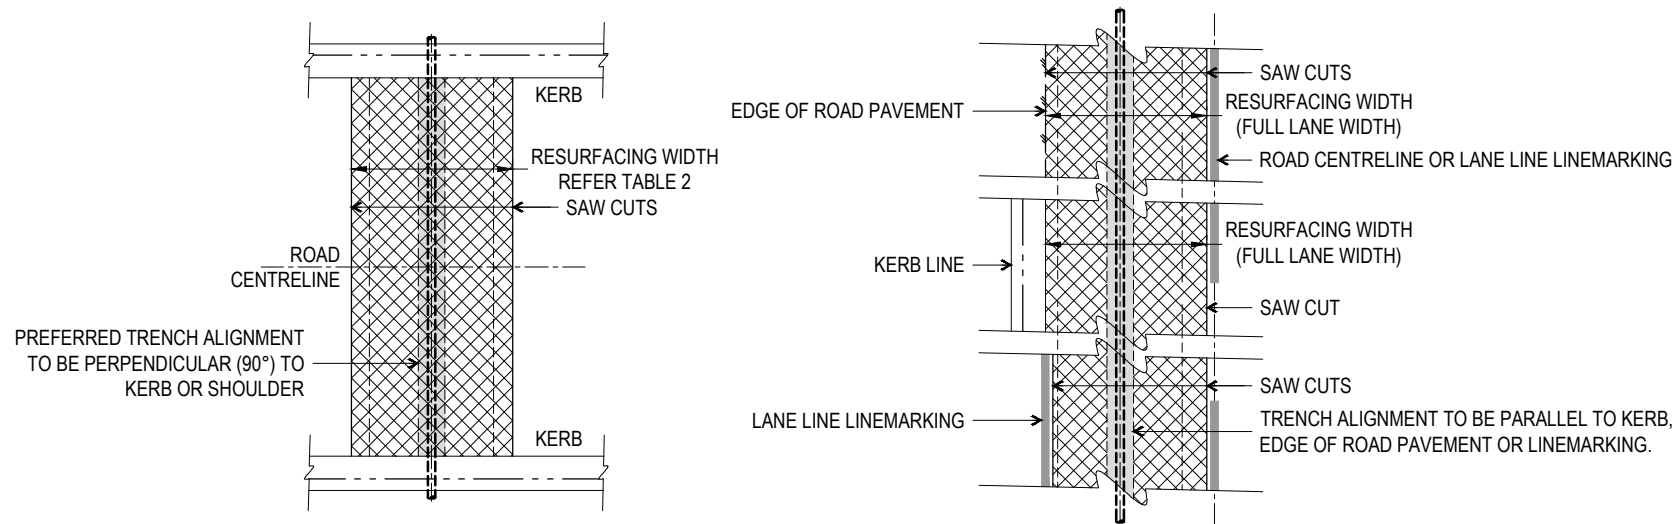 KERB
RESURFACING WIDTH
REFER TABLE 2
SAW CUTS
ROAD
CENTRELINE
PREFERRED TRENCH ALIGNMENT
TO BE PERPENDICULAR (90°) TO
KERB OR SHOULDER
KERB
SAW CUTS
EDGE OF ROAD PAVEMENT
RESURFACING WIDTH
(FULL LANE WIDTH)
ROAD CENTRELINE OR LANE LINE LINEMARKING
RESURFACING WIDTH
(FULL LANE WIDTH)
KERB LINE
SAW CUT
SAW CUTS
LANE LINE LINEMARKING
TRENCH ALIGNMENT TO BE PARALLEL TO KERB,
EDGE OF ROAD PAVEMENT OR LINEMARKING.